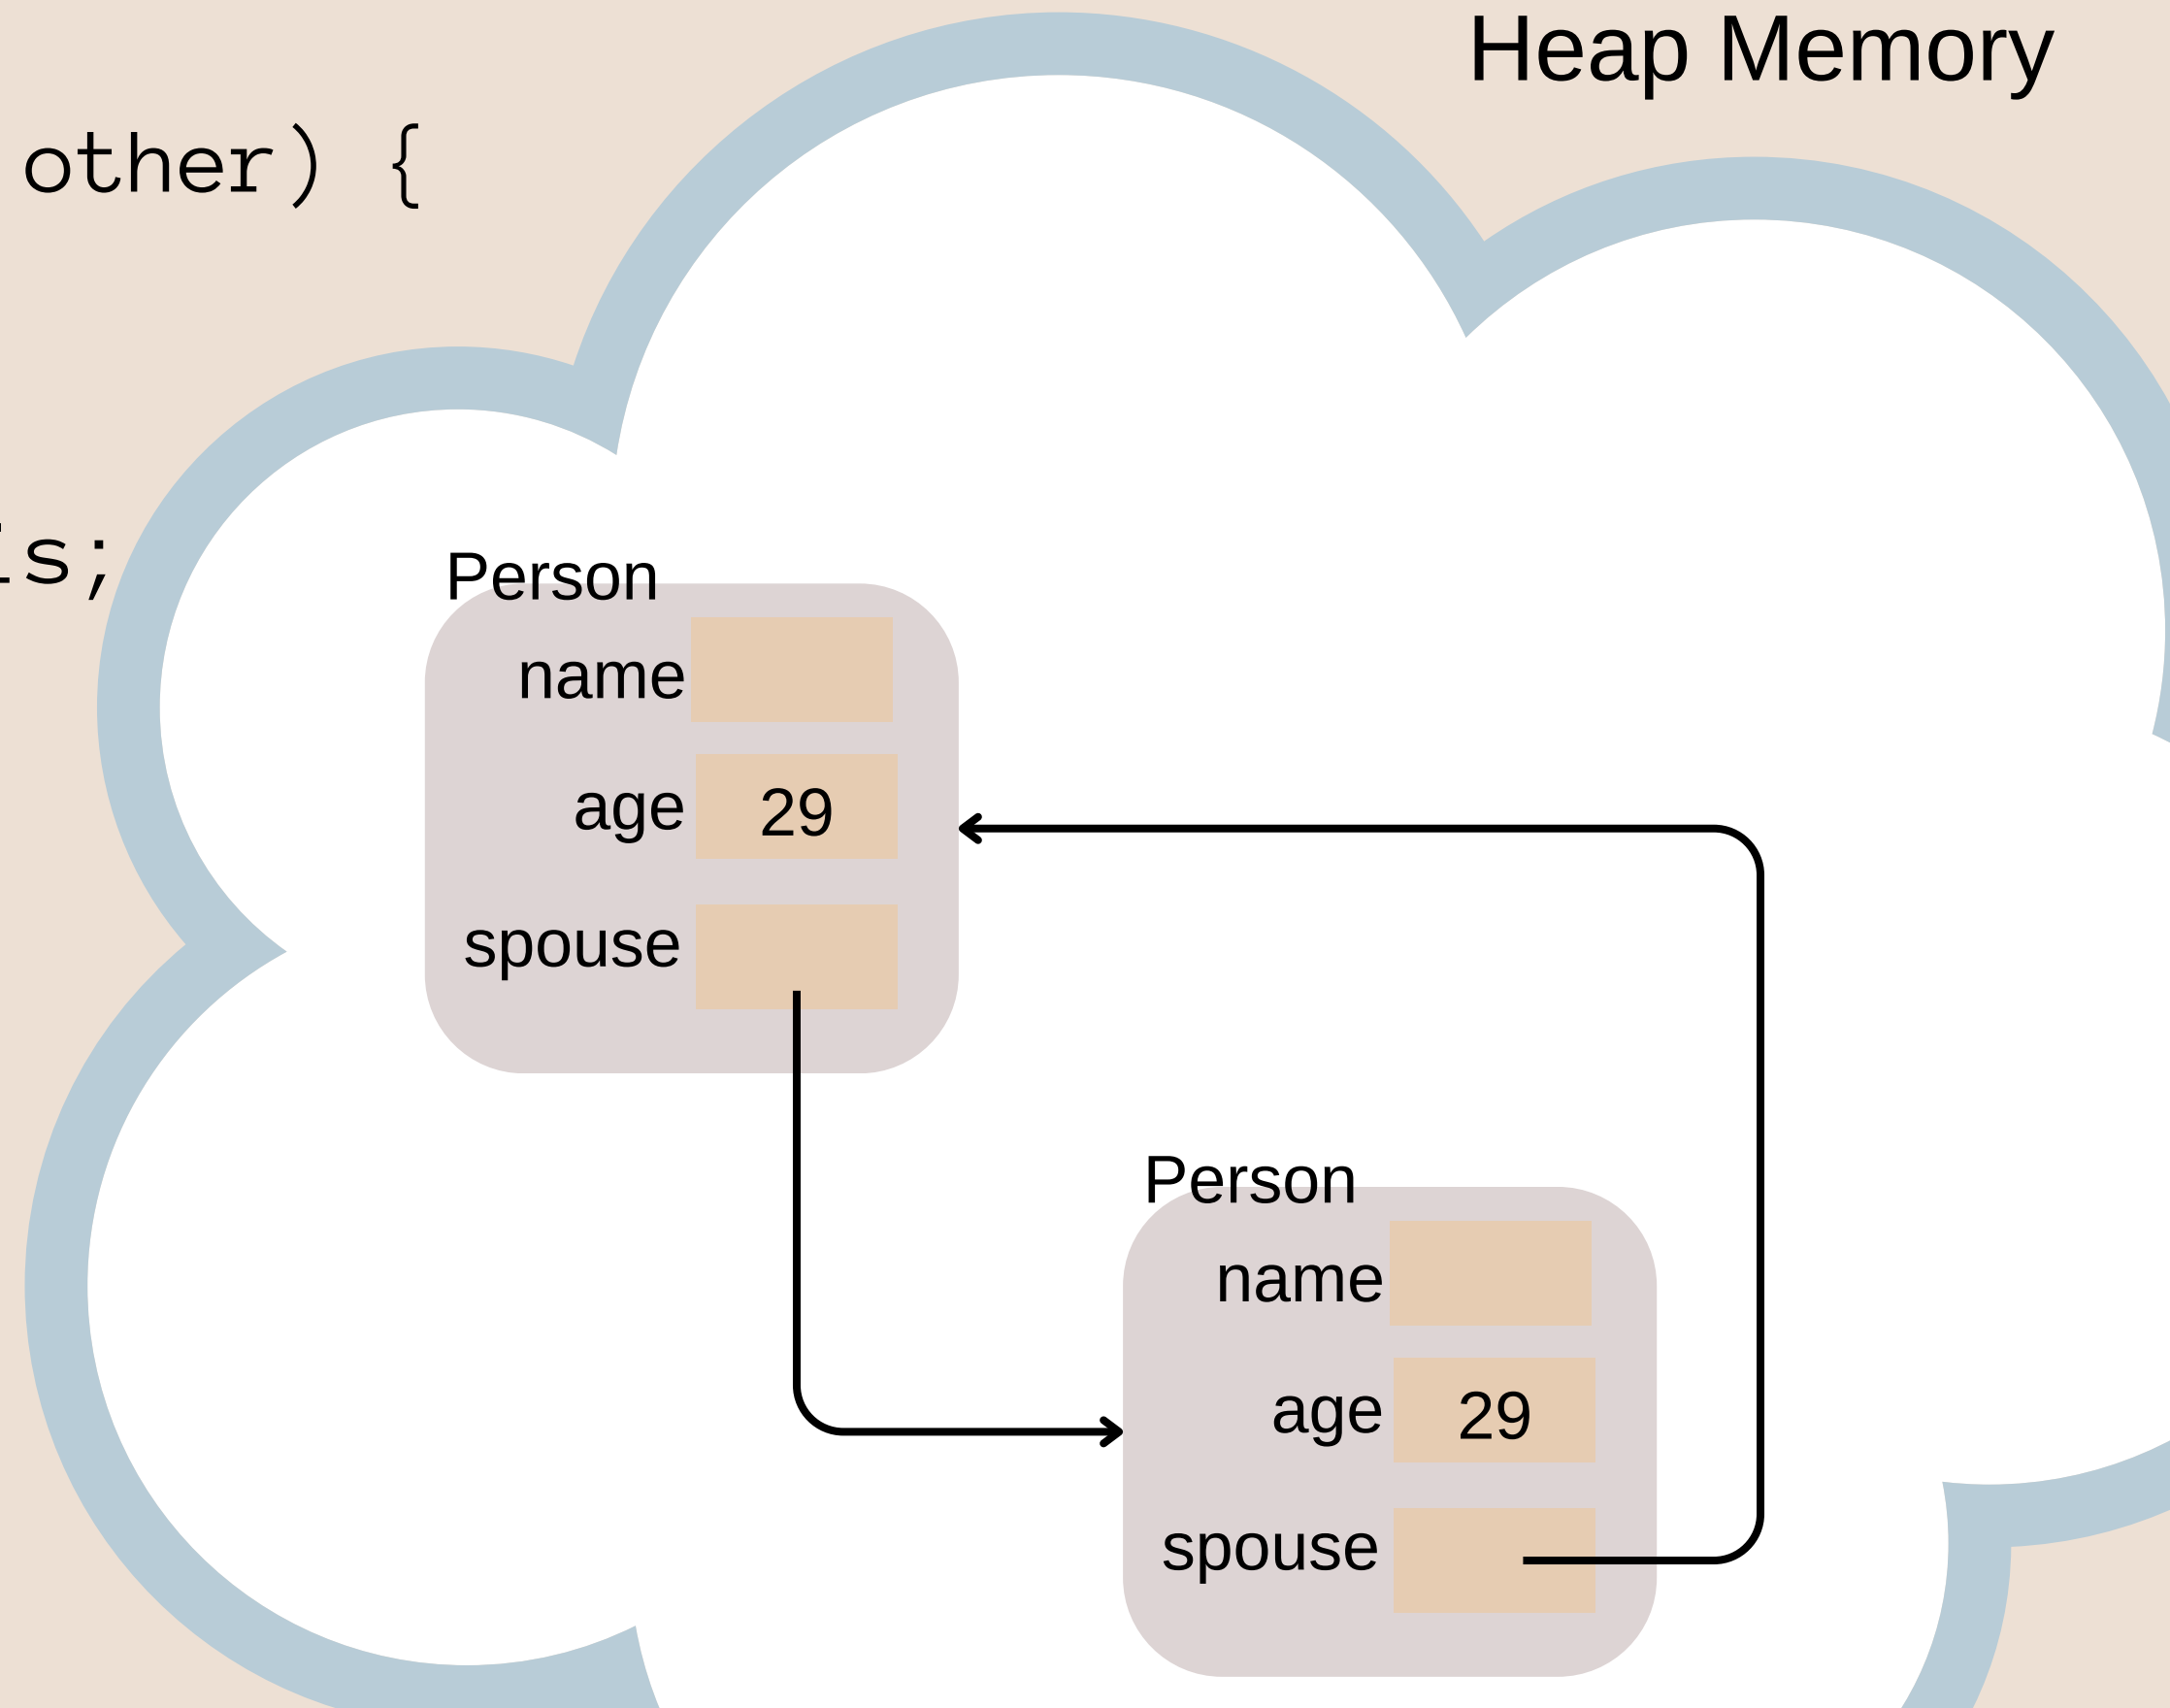 Heap Memory
other) {
s;
Person
name
age 29
spouse
Person
name
age 29
spouse